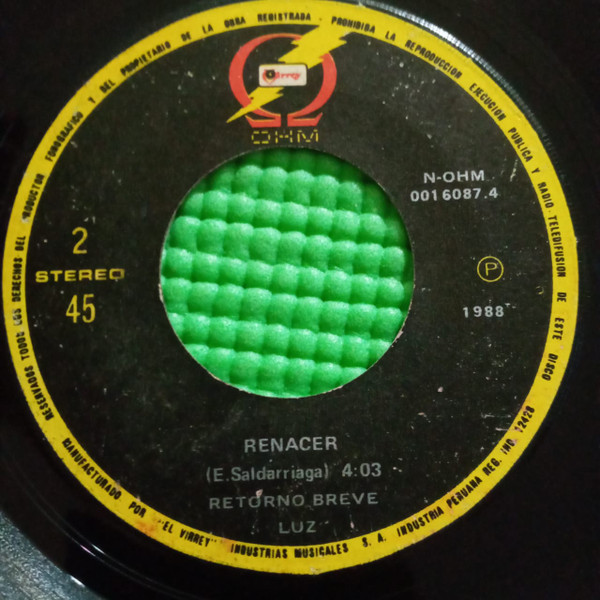 RESERVADOS TODOS LOS DERECHOS DEL PRODUCTOR FONOGRAFICO Y DEL PROPIETARIO DE LA OBRA REGISTRADA - PROHIBIDA LA REPRODUCCION EJECUCION PUBLICA Y RADIO-TELEDIFUSION DE ESTE DISCO
Virrey
OHM
N-OHM
0016087.4
2
STEREO
45
Ⓟ
1988
RENACER
(E. Saldarriaga) 4:03
RETORNO BREVE
LUZ
MANUFACTURADO POR "EL VIRREY" INDUSTRIAS MUSICALES S. A. INDUSTRIA PERUANA REG. IND. 12428